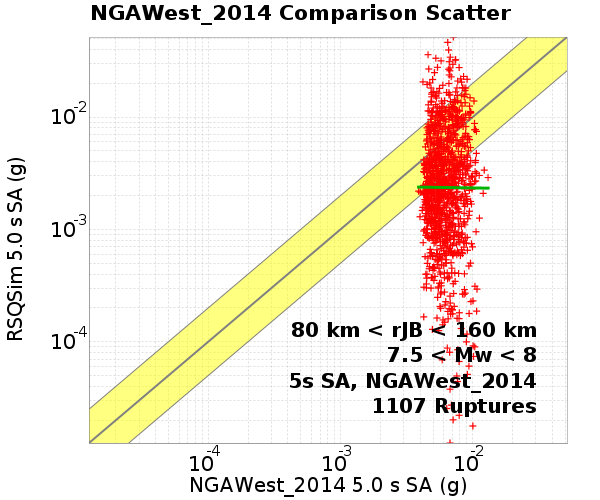 NGAWest_2014 Comparison Scatter
RSQSim 5.0 s SA (g)
10-2
10-3
10-4
80 km < rJB < 160 km
7.5 < Mw < 8
5s SA, NGAWest_2014
1107 Ruptures
10-4 10-3 10-2
NGAWest_2014 5.0 s SA (g)